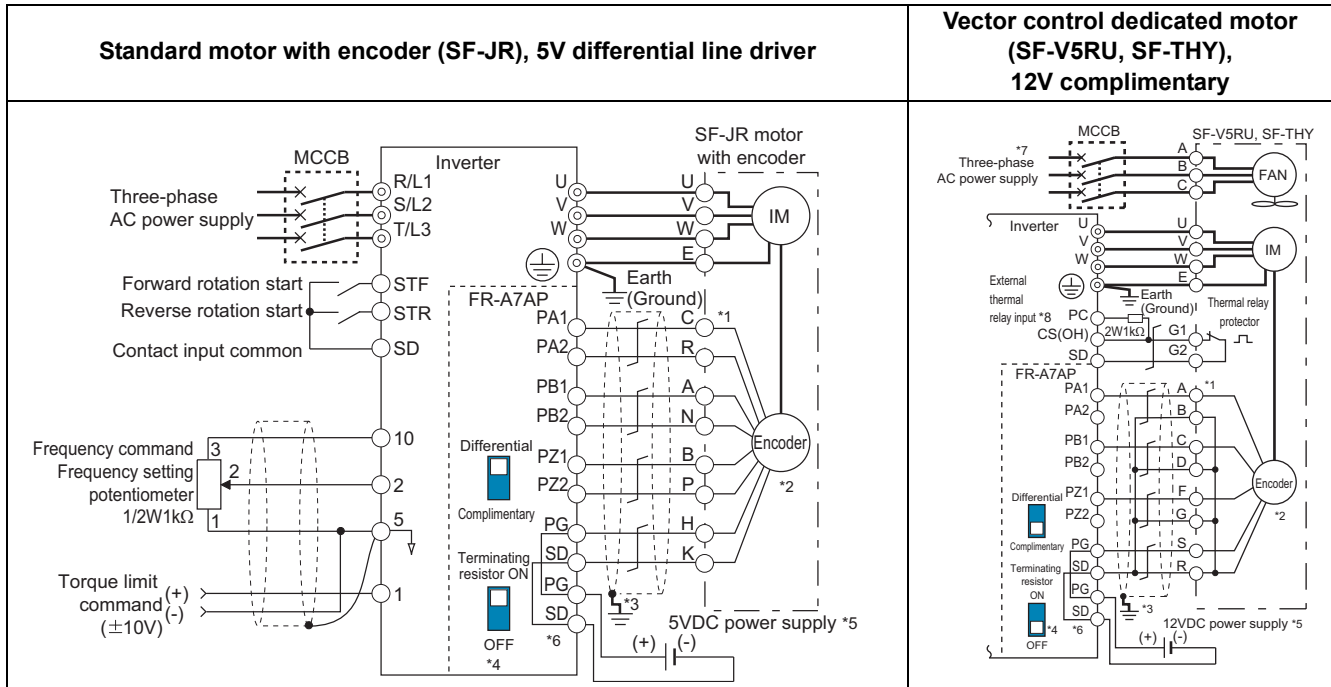 Standard motor with encoder (SF-JR), 5V differential line driver
Vector control dedicated motor
(SF-V5RU, SF-THY),
12V complimentary
MCCB
Three-phase
AC power supply
Inverter
R/L1
S/L2
T/L3
Forward rotation start
Reverse rotation start
Contact input common
STF
STR
SD
Frequency command
Frequency setting
potentiometer
1/2W1kΩ
3
2
1
10
2
5
1
Torque limit
command
(±10V)
(+)
(-)
U
V
W
U
V
W
E
SF-JR motor
with encoder
IM
Earth
(Ground)
FR-A7AP
PA1
PA2
PB1
PB2
PZ1
PZ2
PG
SD
PG
SD
C
R
A
N
B
P
H
K
*1
Encoder
*2
Differential
Complimentary
Terminating
resistor ON
OFF
*4
*6
*3
5VDC power supply *5
(+)
(-)
MCCB
*7
Three-phase
AC power supply
A
B
C
SF-V5RU, SF-THY
FAN
Inverter
U
V
W
U
V
W
E
IM
External
thermal
relay input *8
Earth
(Ground)
Thermal relay
protector
PC
CS(OH)
SD
2W1kΩ
G1
G2
FR-A7AP
PA1
PA2
PB1
PB2
PZ1
PZ2
PG
SD
PG
SD
A
B
C
D
F
G
S
R
*1
Encoder
*2
Differential
Complimentary
Terminating
resistor
ON
OFF
*4
*6
*3
12VDC power supply *5
(+)
(-)